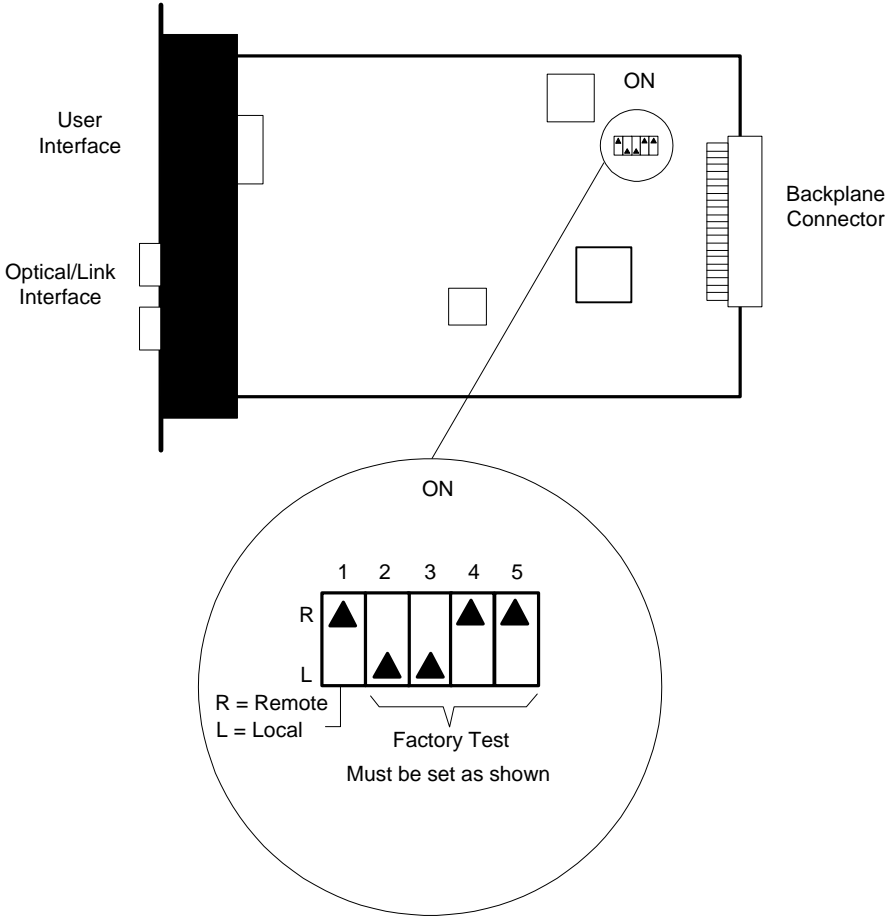 ON
User
Interface
Backplane
Connector
Optical/Link
Interface
ON
1 2 3 4 5
R
L
R = Remote
L = Local
Factory Test
Must be set as shown